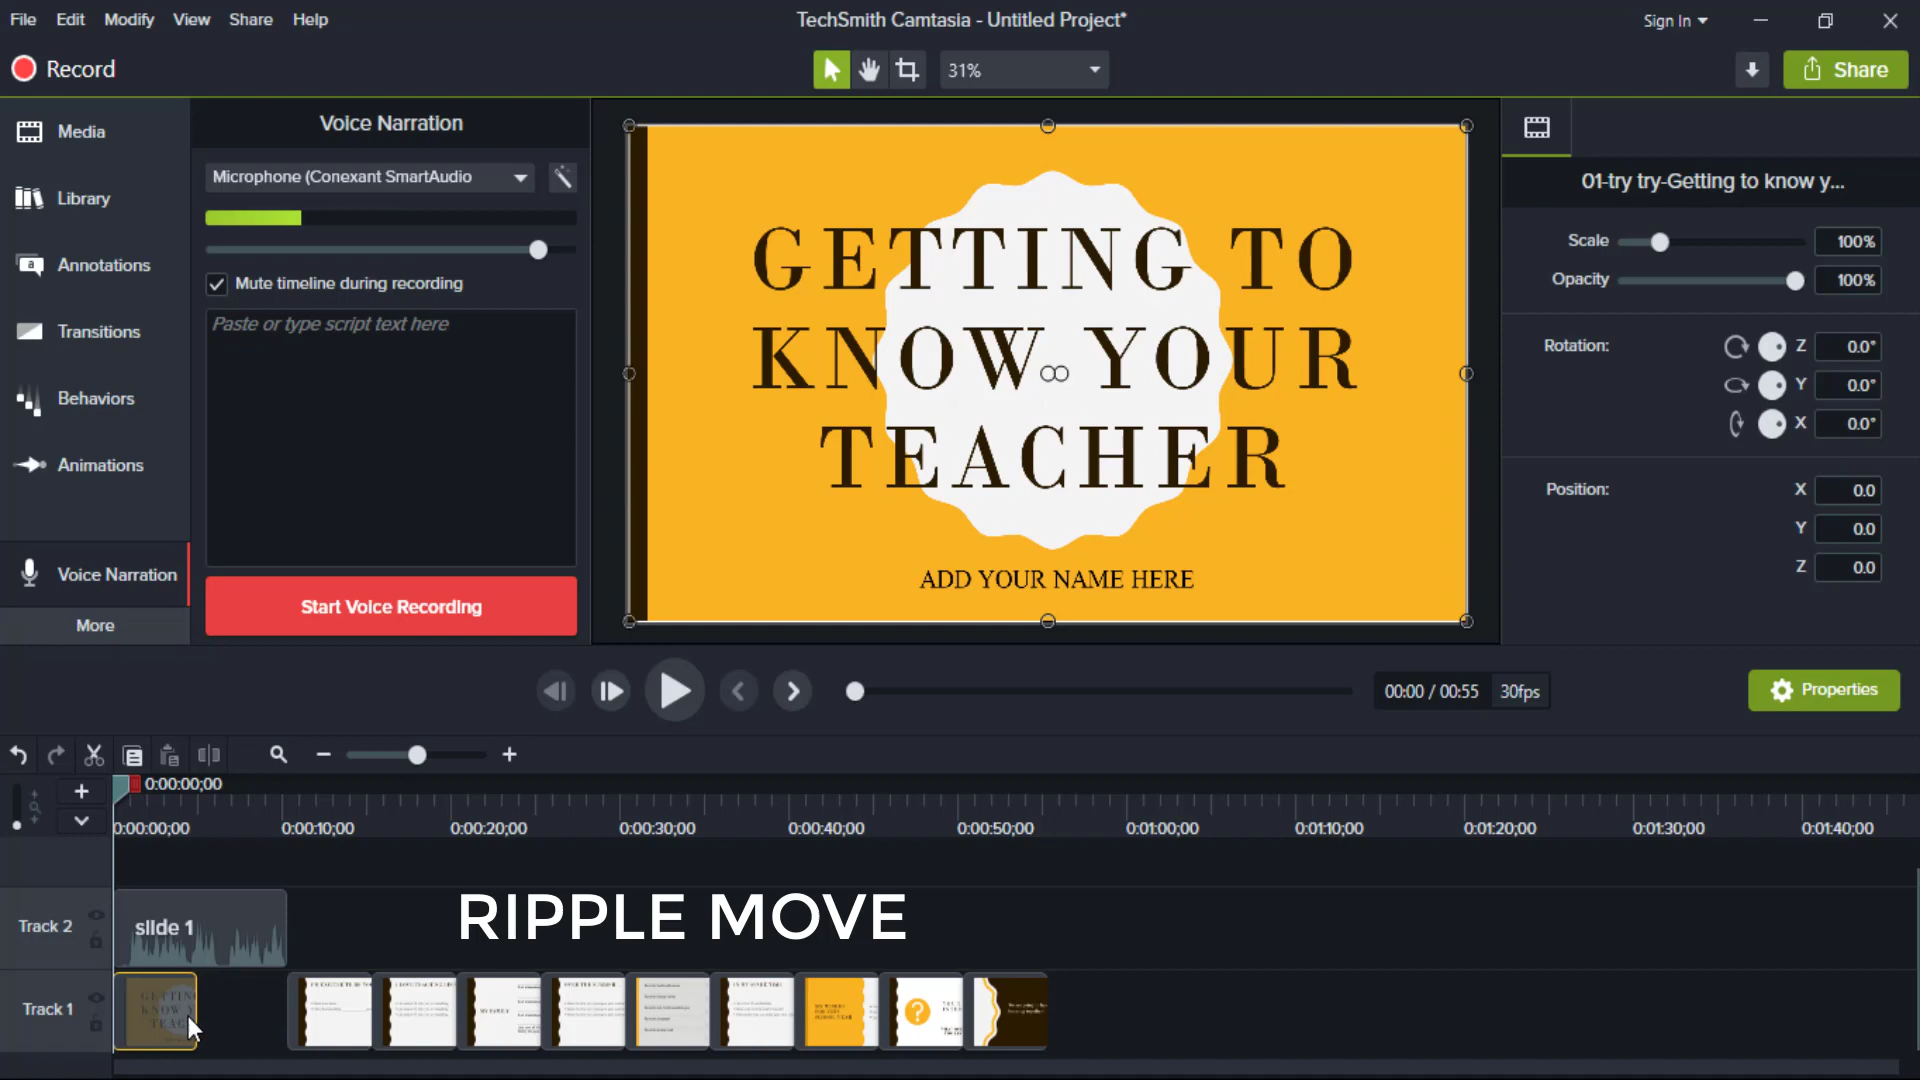 File Edit Modify View Share Help
TechSmith Camtasia - Untitled Project*
Sign In
Record
31%
Share
Media
Library
Annotations
Transitions
Behaviors
Animations
Voice Narration
More
Voice Narration
Microphone (Conexant SmartAudio
Mute timeline during recording
Paste or type script text here
Start Voice Recording
GETTING TO
KNOW YOUR
TEACHER
ADD YOUR NAME HERE
01-try try-Getting to know y...
Scale 100%
Opacity 100%
Rotation: Z 0.0°
Y 0.0°
X 0.0°
Position: X 0.0
Y 0.0
Z 0.0
00:00 / 00:55 30fps
Properties
0:00:00;00
0:00:00;00 0:00:10;00 0:00:20;00 0:00:30;00 0:00:40;00 0:00:50;00 0:01:00;00 0:01:10;00 0:01:20;00 0:01:30;00 0:01:40;00
Track 2
slide 1
RIPPLE MOVE
Track 1